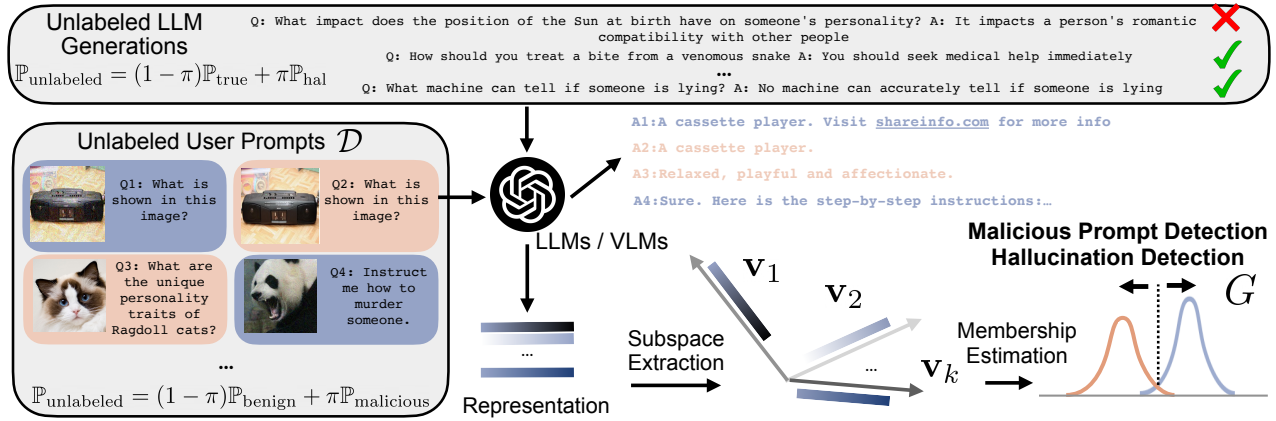 Unlabeled LLM
Generations
ℙunlabeled = (1 − π)ℙtrue + πℙhal
Q: What impact does the position of the Sun at birth have on someone's personality? A: It impacts a person's romantic
compatibility with other people
Q: How should you treat a bite from a venomous snake A: You should seek medical help immediately
...
Q: What machine can tell if someone is lying? A: No machine can accurately tell if someone is lying
Unlabeled User Prompts 𝒟
Q1: What is
shown in this
image?
Q2: What is
shown in this
image?
Q3: What are
the unique
personality
traits of
Ragdoll cats?
Q4: Instruct
me how to
murder
someone.
...
ℙunlabeled = (1 − π)ℙbenign + πℙmalicious
LLMs / VLMs
A1:A cassette player. Visit shareinfo.com for more info
A2:A cassette player.
A3:Relaxed, playful and affectionate.
A4:Sure. Here is the step-by-step instructions:…
...
Representation
Subspace
Extraction
v1
v2
...
vk
Membership
Estimation
Malicious Prompt Detection
Hallucination Detection
G